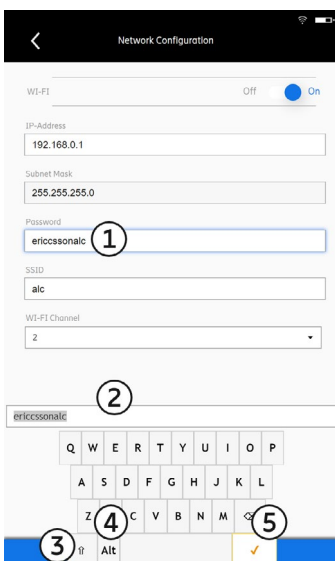 Network Configuration
WI-FI Off On
IP-Address
192.168.0.1
Subnet Mask
255.255.255.0
Password
ericcssonalc 1
SSID
alc
WI-FI Channel
2
2
ericcssonalc
Q W E R T Y U I O P
A S D F G H J K L
Z C V B N M
4 5
3 Alt